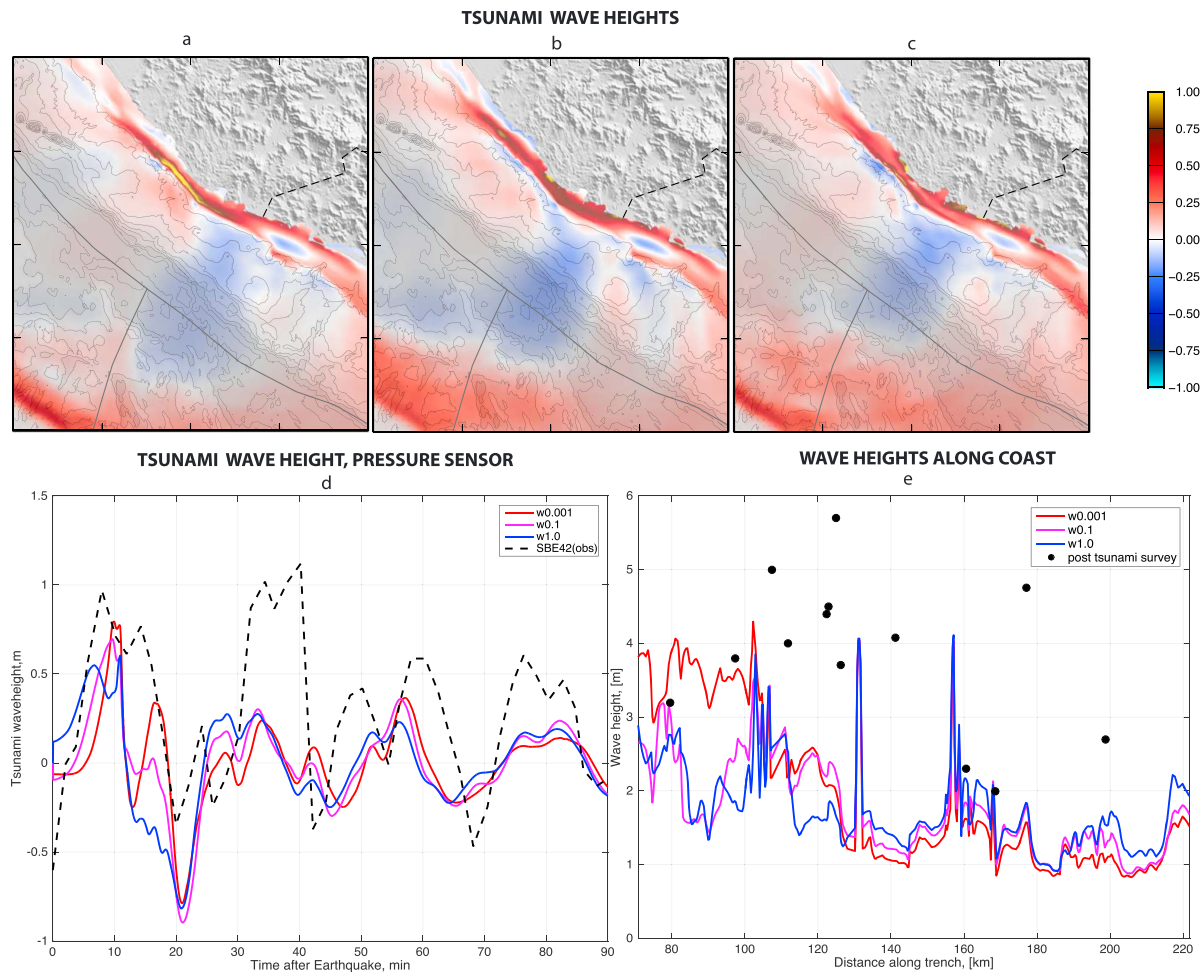 TSUNAMI WAVE HEIGHTS
a
b
c
1.00
0.75
0.50
0.25
0.00
−0.25
−0.50
−0.75
−1.00
TSUNAMI WAVE HEIGHT, PRESSURE SENSOR
d
1.5
1
0.5
0
-0.5
-1
Tsunami waveheight,m
w0.001
w0.1
w1.0
SBE42(obs)
0 10 20 30 40 50 60 70 80 90
Time after Earthquake, min
WAVE HEIGHTS ALONG COAST
e
6
5
4
3
2
1
0
Wave height, [m]
w0.001
w0.1
w1.0
post tsunami survey
80 100 120 140 160 180 200 220
Distance along trench, [km]